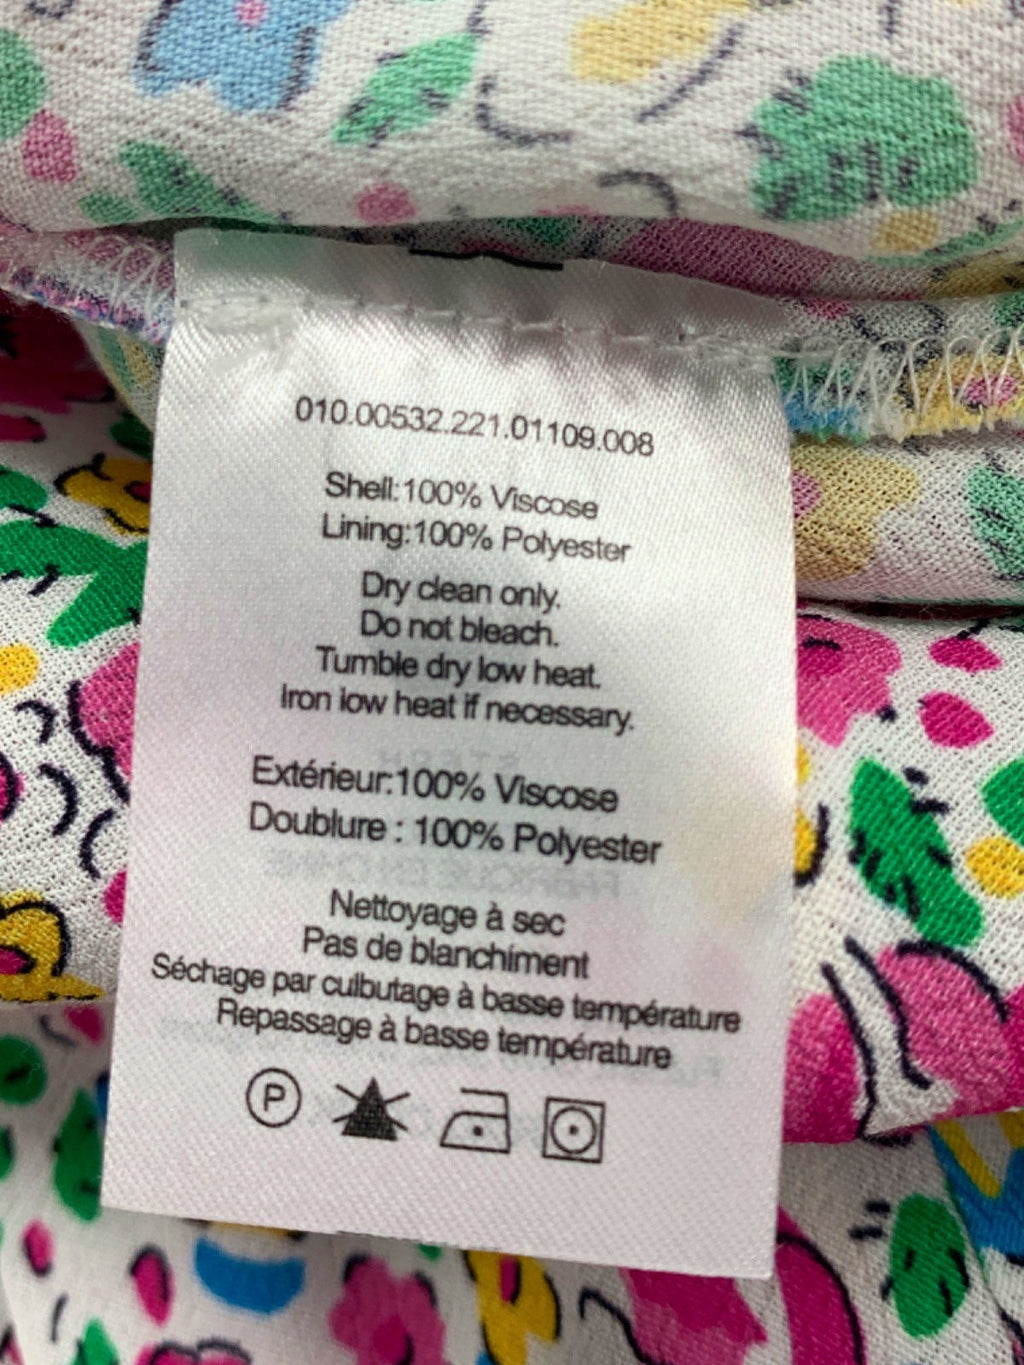 010.00532.221.01109.008
Shell:100% Viscose
Lining:100% Polyester
Dry clean only.
Do not bleach.
Tumble dry low heat.
Iron low heat if necessary.
Extérieur:100% Viscose
Doublure : 100% Polyester
Nettoyage à sec
Pas de blanchiment
Séchage par culbutage à basse température
Repassage à basse température
P